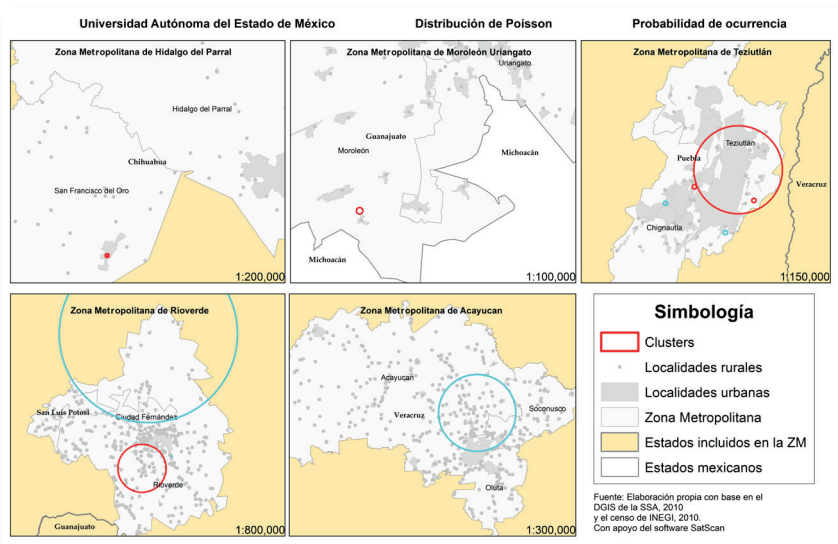 Universidad Autónoma del Estado de México
Distribución de Poisson
Probabilidad de ocurrencia
Zona Metropolitana de Hidalgo del Parral
Hidalgo del Parral
Chihuahua
San Francisco del Oro
1:200,000
Zona Metropolitana de Moroleón Uriangato
Uriangato
Guanajuato
Moroleón
Michoacán
Michoacán
1:100,000
Zona Metropolitana de Teziutlán
Teziutlán
Puebla
Veracruz
Chignautla
1:150,000
Zona Metropolitana de Rioverde
San Luis Potosí
Ciudad Fernández
Rioverde
Guanajuato
1:800,000
Zona Metropolitana de Acayucan
Acayucan
Veracruz
Soconusco
Oluta
1:300,000
Simbología
Clusters
Localidades rurales
Localidades urbanas
Zona Metropolitana
Estados incluidos en la ZM
Estados mexicanos
Fuente: Elaboración propia con base en el
DGIS de la SSA, 2010
y el censo de INEGI, 2010.
Con apoyo del software SatScan